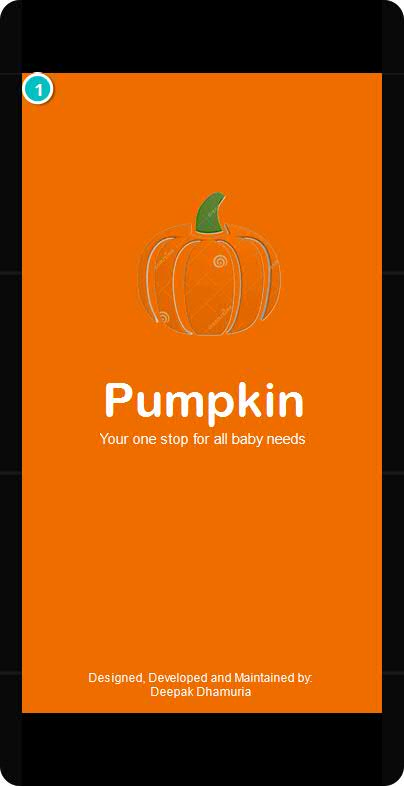 1
Pumpkin
Your one stop for all baby needs
Designed, Developed and Maintained by:
Deepak Dhamuria